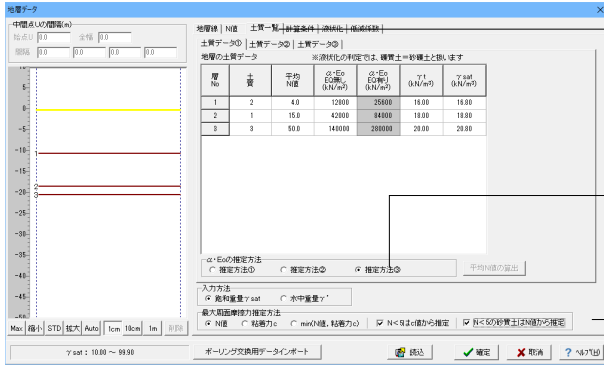 地層データ
中間点Uの間隔(m)
始点U 0.0 全幅 0.0
間隔 0.0 0.0 0.0 0.0
5
0
-5
-10
-15
-20
-25
-30
-35
-40
-45
-50
1
2
3
Max 縮小 STD 拡大 Auto 1cm 10cm 1m 削除
γsat : 10.00 ～ 99.90
地層線 N値 土質一覧 計算条件 液状化 低減係数
土質データ① 土質データ② 土質データ③
地層の土質データ ※液状化の判定では、礫質土=砂礫土と扱います
層No 土質 平均N値 α・Eo EQ無し (kN/m²) α・Eo EQ有り (kN/m²) γt (kN/m³) γsat (kN/m³)
1 2 4.0 12800 25600 16.00 16.80
2 1 15.0 42000 84000 18.00 18.80
3 3 50.0 140000 280000 20.00 20.80
α・Eoの推定方法
推定方法① 推定方法② 推定方法③ 平均N値の算出
入力方法
飽和重量γsat 水中重量γ'
最大周面摩擦力推定方法
N値 粘着力c min(N値, 粘着力c) N<5はc値から推定 N<5の砂質土はN値から推定
ボーリング交換用データインポート 読込 確定 取消 ? ヘルプ(H)